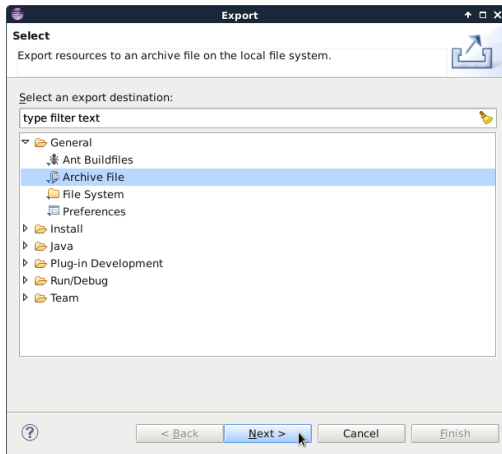 Export
Select
Export resources to an archive file on the local file system.
Select an export destination:
type filter text
General
Ant Buildfiles
Archive File
File System
Preferences
Install
Java
Plug-in Development
Run/Debug
Team
? < Back Next > Cancel Finish